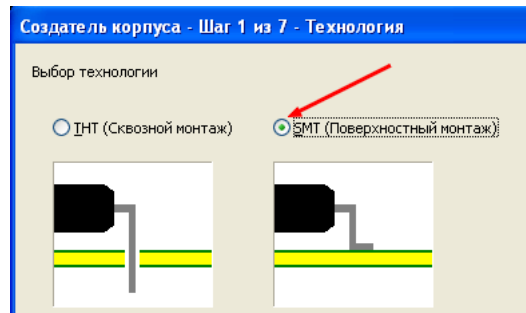 Создатель корпуса - Шаг 1 из 7 - Технология
Выбор технологии
THT (Сквозной монтаж) SMT (Поверхностный монтаж)